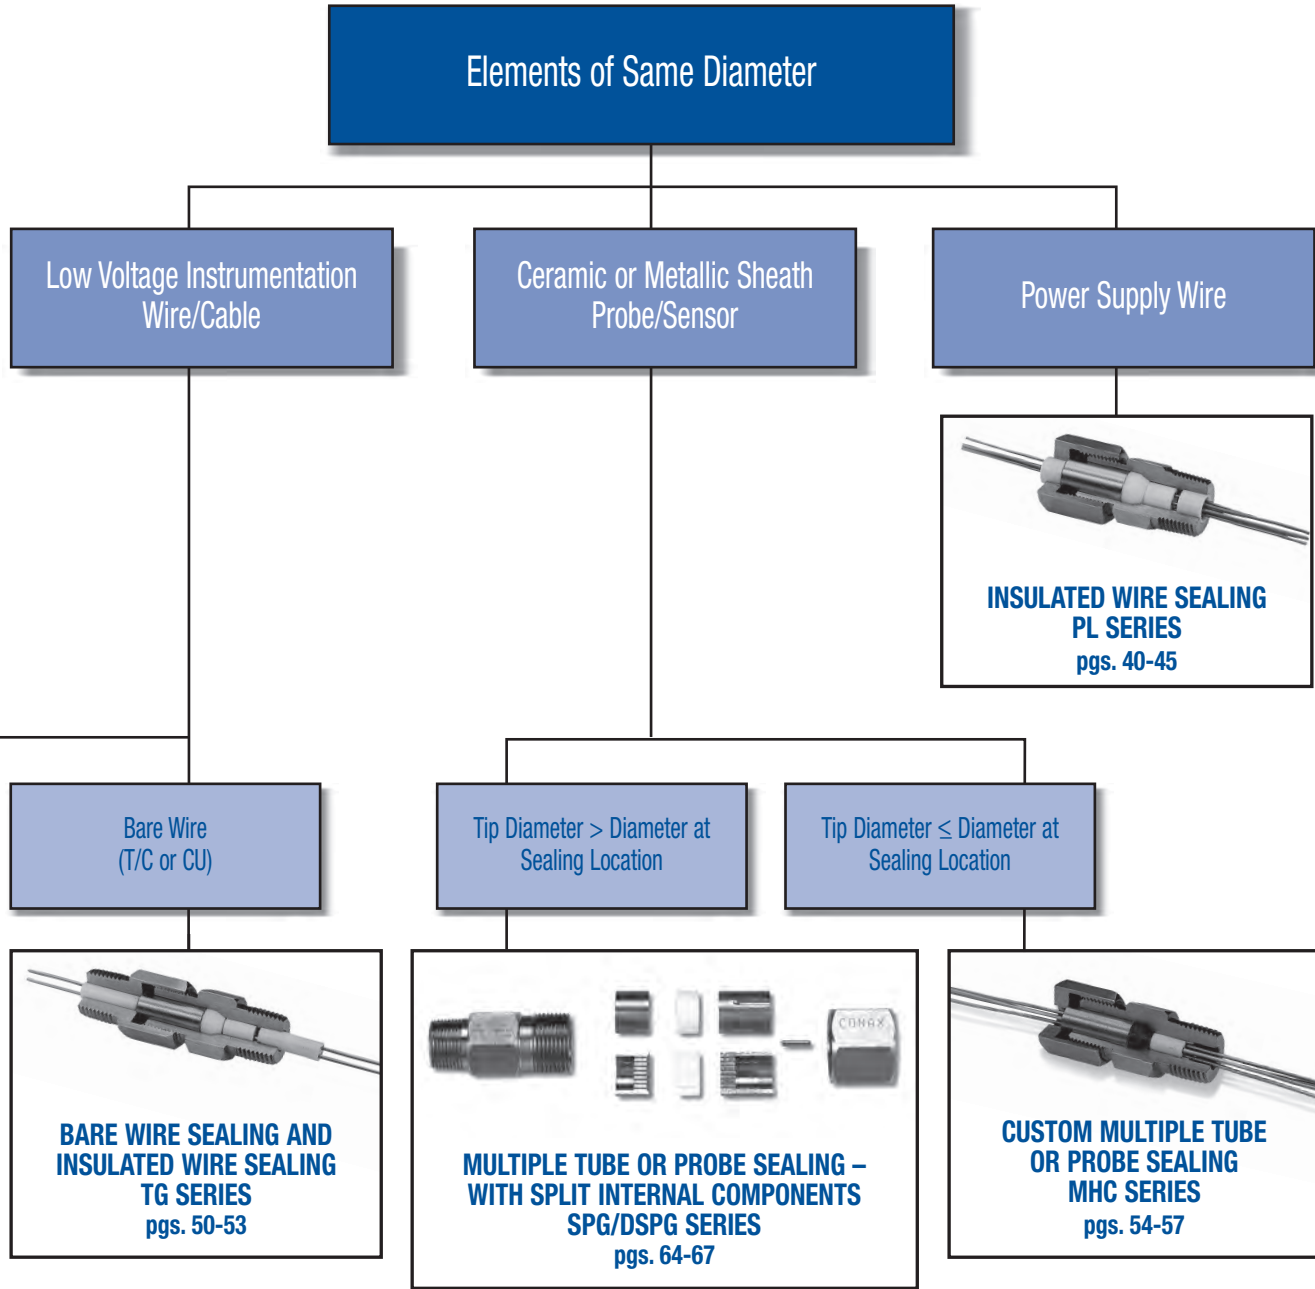 Elements of Same Diameter
Low Voltage Instrumentation
Wire/Cable
Ceramic or Metallic Sheath
Probe/Sensor
Power Supply Wire
INSULATED WIRE SEALING
PL SERIES
pgs. 40-45
Bare Wire
(T/C or CU)
Tip Diameter > Diameter at
Sealing Location
Tip Diameter ≤ Diameter at
Sealing Location
BARE WIRE SEALING AND
INSULATED WIRE SEALING
TG SERIES
pgs. 50-53
CONAX
MULTIPLE TUBE OR PROBE SEALING –
WITH SPLIT INTERNAL COMPONENTS
SPG/DSPG SERIES
pgs. 64-67
CUSTOM MULTIPLE TUBE
OR PROBE SEALING
MHC SERIES
pgs. 54-57